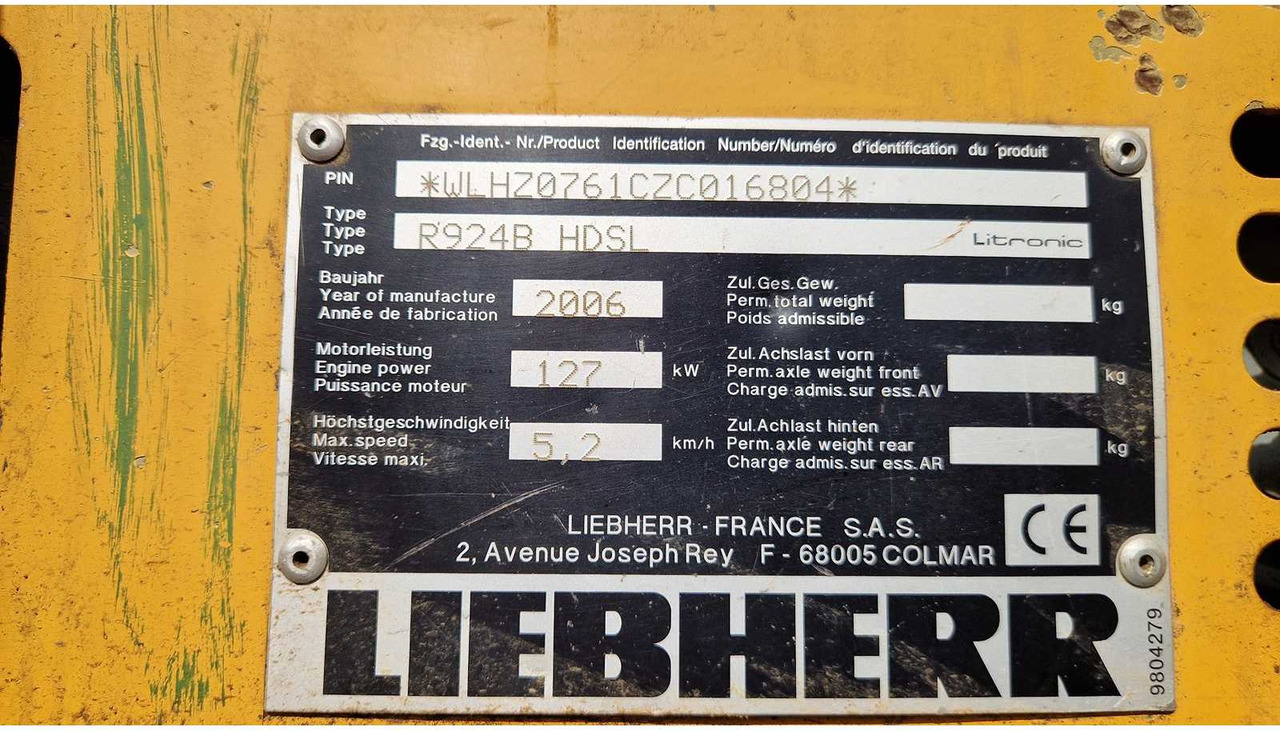 Fzg.-Ident.- Nr./Product Identification Number/Numéro d'identification du produit
PIN *WLHZ0761CZC016804*
Type
Type R924B HDSL Litronic
Type
Baujahr
Year of manufacture 2006
Année de fabrication
Zul.Ges.Gew.
Perm.total weight kg
Poids admissible
Motorleistung
Engine power 127 kW
Puissance moteur
Zul.Achslast vorn
Perm.axle weight front kg
Charge admis.sur ess.AV
Höchstgeschwindigkeit
Max.speed 5,2 km/h
Vitesse maxi.
Zul.Achlast hinten
Perm.axle weight rear kg
Charge admis.sur ess.AR
LIEBHERR - FRANCE S.A.S.
2, Avenue Joseph Rey F - 68005 COLMAR
CE
LIEBHERR
9804279